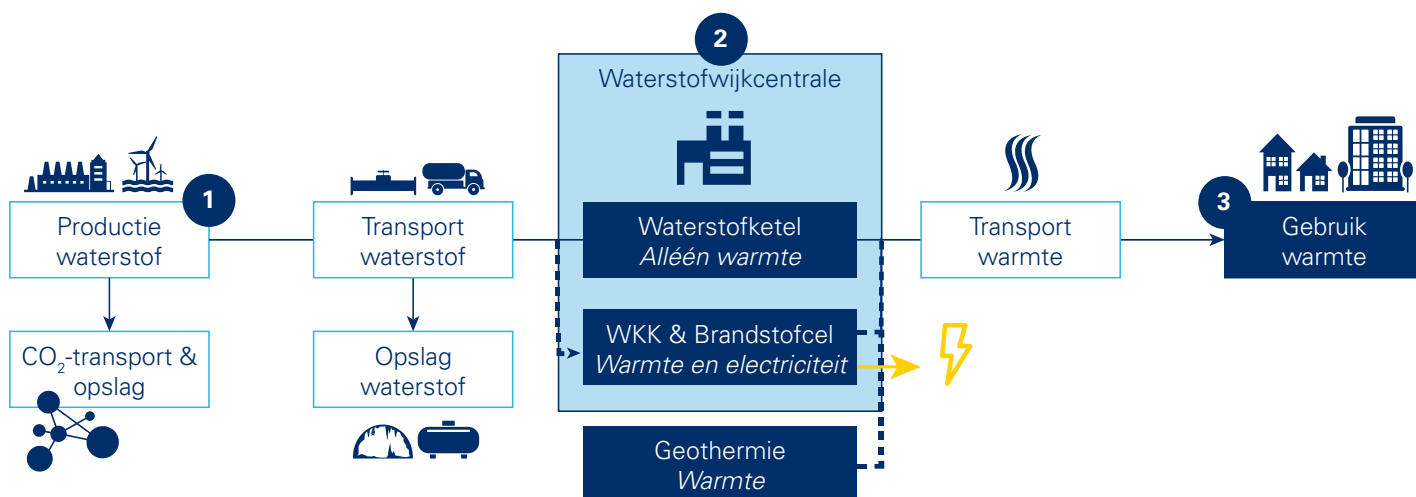 2
Waterstofwijkcentrale
1
Productie
waterstof
Transport
waterstof
Waterstofketel
Alléén warmte
Transport
warmte
3
Gebruik
warmte
CO₂-transport &
opslag
Opslag
waterstof
WKK & Brandstofcel
Warmte en electriciteit
Geothermie
Warmte